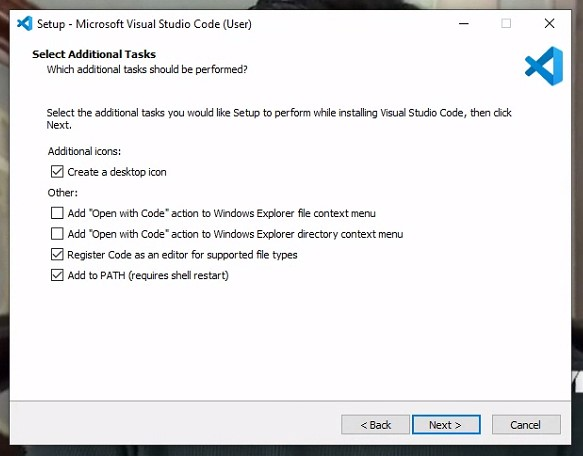 Setup - Microsoft Visual Studio Code (User)
Select Additional Tasks
Which additional tasks should be performed?
Select the additional tasks you would like Setup to perform while installing Visual Studio Code, then click
Next.
Additional icons:
Create a desktop icon
Other:
Add "Open with Code" action to Windows Explorer file context menu
Add "Open with Code" action to Windows Explorer directory context menu
Register Code as an editor for supported file types
Add to PATH (requires shell restart)
< Back Next > Cancel